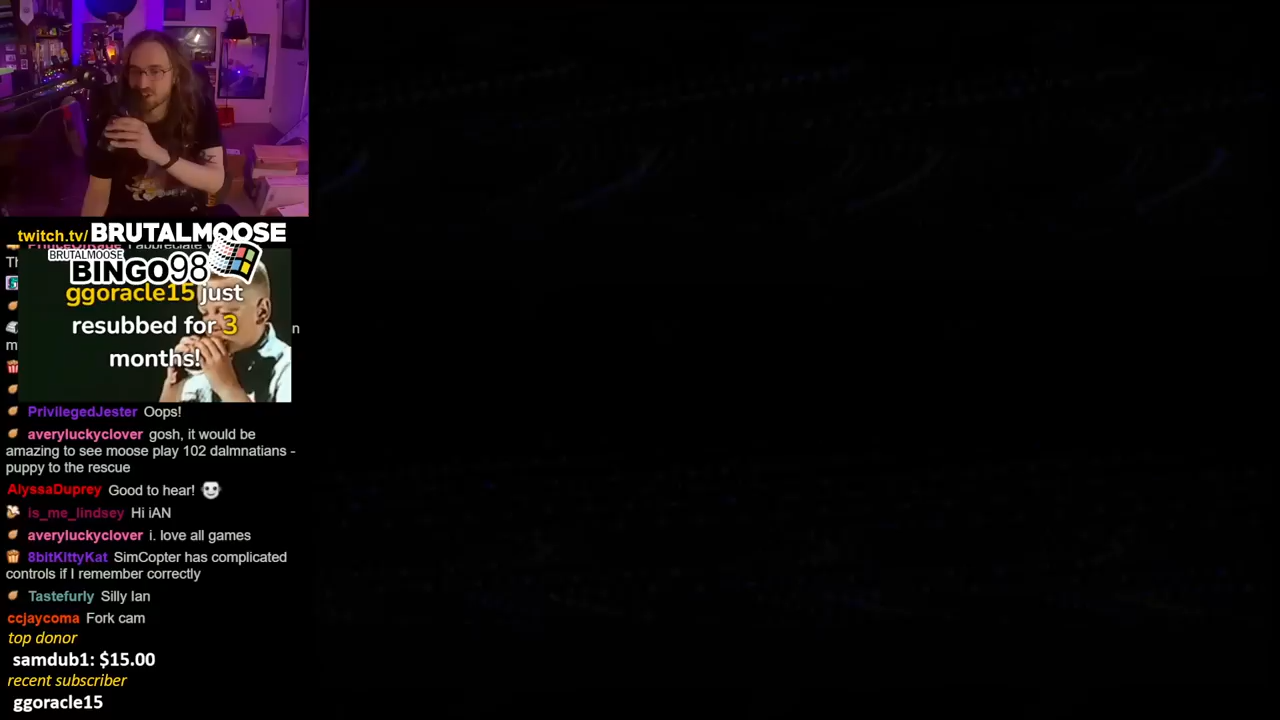 twitch.tv/BRUTALMOOSE
BRUTALMOOSE
BINGO98
Th
ggoracle15 just
resubbed for 3
months!
n
m
PrivilegedJester Oops!
averyluckyclover gosh, it would be
amazing to see moose play 102 dalmnatians -
puppy to the rescue
AlyssaDuprey Good to hear!
is_me_lindsey Hi iAN
averyluckyclover i. love all games
8bitKittyKat SimCopter has complicated
controls if I remember correctly
Tastefurly Silly Ian
ccjaycoma Fork cam
top donor
samdub1: $15.00
recent subscriber
ggoracle15